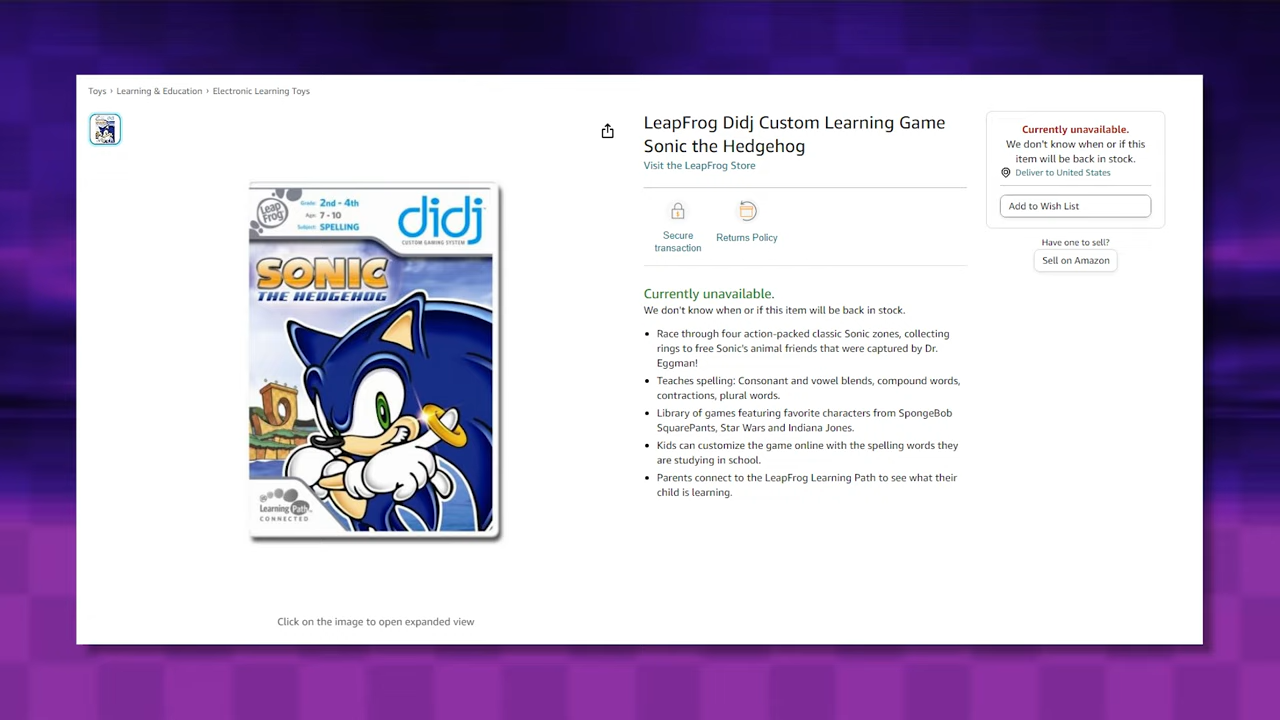 Toys › Learning & Education › Electronic Learning Toys
Leap
Frog
Grade: 2nd - 4th
Age: 7 - 10
Subject: SPELLING
didj
CUSTOM GAMING SYSTEM
SONIC
THE HEDGEHOG
Learning Path
CONNECTED
Click on the image to open expanded view
LeapFrog Didj Custom Learning Game
Sonic the Hedgehog
Visit the LeapFrog Store
Secure
transaction
Returns Policy
Currently unavailable.
We don't know when or if this item will be back in stock.
• Race through four action-packed classic Sonic zones, collecting
rings to free Sonic's animal friends that were captured by Dr.
Eggman!
• Teaches spelling: Consonant and vowel blends, compound words,
contractions, plural words.
• Library of games featuring favorite characters from SpongeBob
SquarePants, Star Wars and Indiana Jones.
• Kids can customize the game online with the spelling words they
are studying in school.
• Parents connect to the LeapFrog Learning Path to see what their
child is learning.
Currently unavailable.
We don't know when or if this
item will be back in stock.
Deliver to United States
Add to Wish List
Have one to sell?
Sell on Amazon